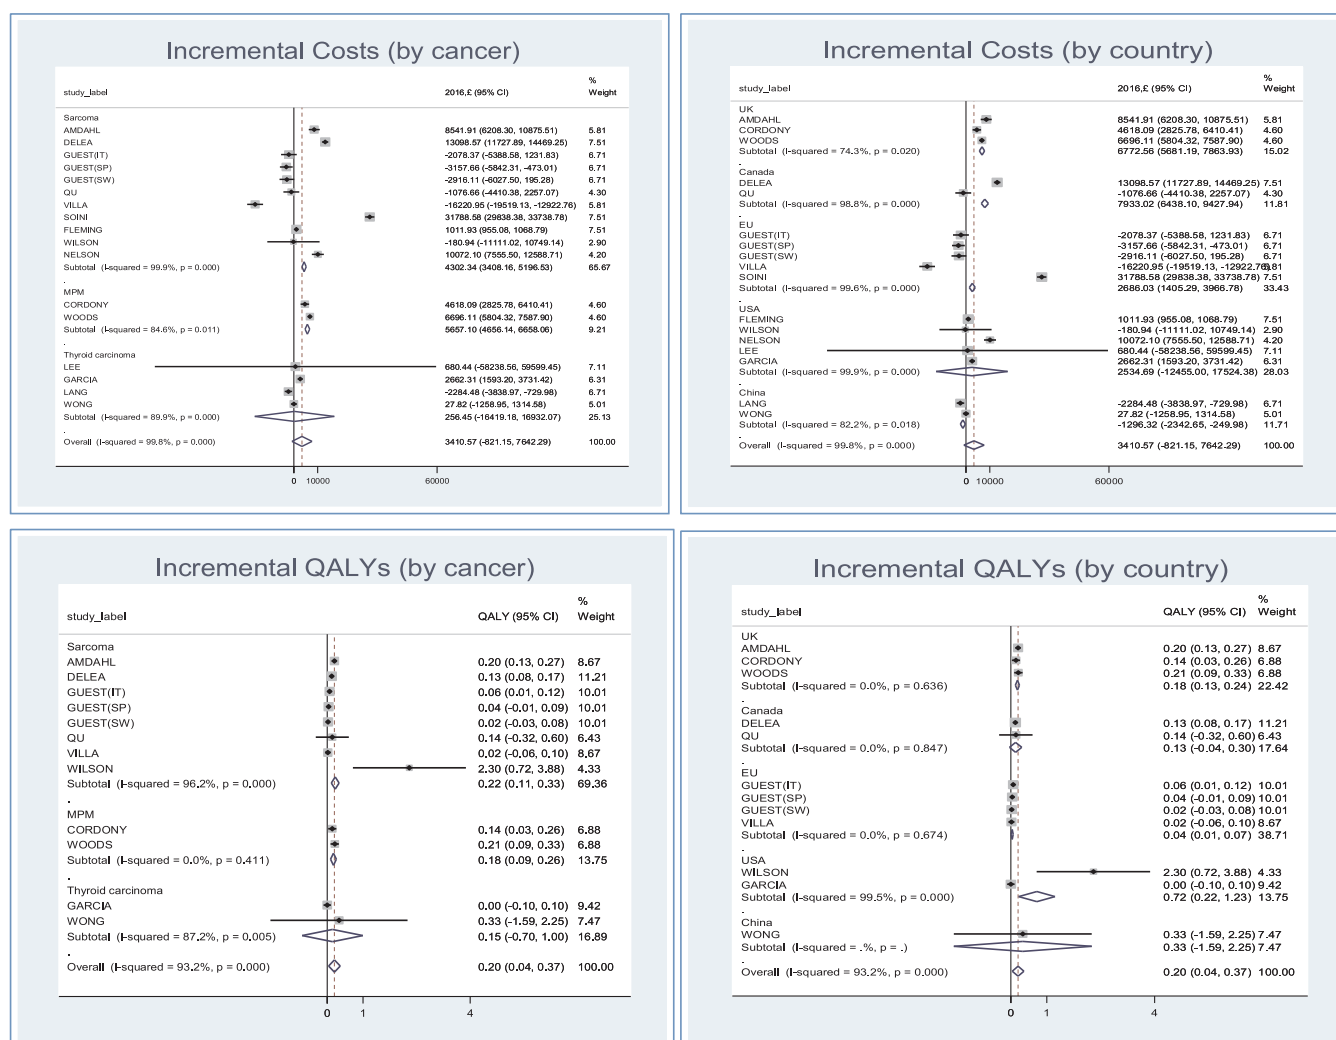 Incremental Costs (by cancer)
%
study_label 2016,£ (95% CI) Weight
Sarcoma
AMDAHL 8541.91 (6208.30, 10875.51) 5.81
DELEA 13098.57 (11727.89, 14469.25) 7.51
GUEST(IT) -2078.37 (-5388.58, 1231.83) 6.71
GUEST(SP) -3157.66 (-5842.31, -473.01) 6.71
GUEST(SW) -2916.11 (-6027.50, 195.28) 6.71
QU -1076.66 (-4410.38, 2257.07) 4.30
VILLA -16220.95 (-19519.13, -12922.76) 5.81
SOINI 31788.58 (29838.38, 33738.78) 7.51
FLEMING 1011.93 (955.08, 1068.79) 7.51
WILSON -180.94 (-11111.02, 10749.14) 2.90
NELSON 10072.10 (7555.50, 12588.71) 4.20
Subtotal (I-squared = 99.9%, p = 0.000) 4302.34 (3408.16, 5196.53) 65.67
.
MPM
CORDONY 4618.09 (2825.78, 6410.41) 4.60
WOODS 6696.11 (5804.32, 7587.90) 4.60
Subtotal (I-squared = 84.6%, p = 0.011) 5657.10 (4656.14, 6658.06) 9.21
.
Thyroid carcinoma
LEE 680.44 (-58238.56, 59599.45) 7.11
GARCIA 2662.31 (1593.20, 3731.42) 6.31
LANG -2284.48 (-3838.97, -729.98) 6.71
WONG 27.82 (-1258.95, 1314.58) 5.01
Subtotal (I-squared = 89.9%, p = 0.000) 256.45 (-16419.18, 16932.07) 25.13
.
Overall (I-squared = 99.8%, p = 0.000) 3410.57 (-821.15, 7642.29) 100.00
0 10000 60000
Incremental Costs (by country)
%
study_label 2016,£ (95% CI) Weight
UK
AMDAHL 8541.91 (6208.30, 10875.51) 5.81
CORDONY 4618.09 (2825.78, 6410.41) 4.60
WOODS 6696.11 (5804.32, 7587.90) 4.60
Subtotal (I-squared = 74.3%, p = 0.020) 6772.56 (5681.19, 7863.93) 15.02
.
Canada
DELEA 13098.57 (11727.89, 14469.25) 7.51
QU -1076.66 (-4410.38, 2257.07) 4.30
Subtotal (I-squared = 98.8%, p = 0.000) 7933.02 (6438.10, 9427.94) 11.81
.
EU
GUEST(IT) -2078.37 (-5388.58, 1231.83) 6.71
GUEST(SP) -3157.66 (-5842.31, -473.01) 6.71
GUEST(SW) -2916.11 (-6027.50, 195.28) 6.71
VILLA -16220.95 (-19519.13, -12922.76) 5.81
SOINI 31788.58 (29838.38, 33738.78) 7.51
Subtotal (I-squared = 99.6%, p = 0.000) 2686.03 (1405.29, 3966.78) 33.43
.
USA
FLEMING 1011.93 (955.08, 1068.79) 7.51
WILSON -180.94 (-11111.02, 10749.14) 2.90
NELSON 10072.10 (7555.50, 12588.71) 4.20
LEE 680.44 (-58238.56, 59599.45) 7.11
GARCIA 2662.31 (1593.20, 3731.42) 6.31
Subtotal (I-squared = 99.9%, p = 0.000) 2534.69 (-12455.00, 17524.38) 28.03
.
China
LANG -2284.48 (-3838.97, -729.98) 6.71
WONG 27.82 (-1258.95, 1314.58) 5.01
Subtotal (I-squared = 82.2%, p = 0.018) -1296.32 (-2342.65, -249.98) 11.71
.
Overall (I-squared = 99.8%, p = 0.000) 3410.57 (-821.15, 7642.29) 100.00
0 10000 60000
Incremental QALYs (by cancer)
%
study_label QALY (95% CI) Weight
Sarcoma
AMDAHL 0.20 (0.13, 0.27) 8.67
DELEA 0.13 (0.08, 0.17) 11.21
GUEST(IT) 0.06 (0.01, 0.12) 10.01
GUEST(SP) 0.04 (-0.01, 0.09) 10.01
GUEST(SW) 0.02 (-0.03, 0.08) 10.01
QU 0.14 (-0.32, 0.60) 6.43
VILLA 0.02 (-0.06, 0.10) 8.67
WILSON 2.30 (0.72, 3.88) 4.33
Subtotal (I-squared = 96.2%, p = 0.000) 0.22 (0.11, 0.33) 69.36
.
MPM
CORDONY 0.14 (0.03, 0.26) 6.88
WOODS 0.21 (0.09, 0.33) 6.88
Subtotal (I-squared = 0.0%, p = 0.411) 0.18 (0.09, 0.26) 13.75
.
Thyroid carcinoma
GARCIA 0.00 (-0.10, 0.10) 9.42
WONG 0.33 (-1.59, 2.25) 7.47
Subtotal (I-squared = 87.2%, p = 0.005) 0.15 (-0.70, 1.00) 16.89
.
Overall (I-squared = 93.2%, p = 0.000) 0.20 (0.04, 0.37) 100.00
0 1 4
Incremental QALYs (by country)
%
study_label QALY (95% CI) Weight
UK
AMDAHL 0.20 (0.13, 0.27) 8.67
CORDONY 0.14 (0.03, 0.26) 6.88
WOODS 0.21 (0.09, 0.33) 6.88
Subtotal (I-squared = 0.0%, p = 0.636) 0.18 (0.13, 0.24) 22.42
.
Canada
DELEA 0.13 (0.08, 0.17) 11.21
QU 0.14 (-0.32, 0.60) 6.43
Subtotal (I-squared = 0.0%, p = 0.847) 0.13 (-0.04, 0.30) 17.64
.
EU
GUEST(IT) 0.06 (0.01, 0.12) 10.01
GUEST(SP) 0.04 (-0.01, 0.09) 10.01
GUEST(SW) 0.02 (-0.03, 0.08) 10.01
VILLA 0.02 (-0.06, 0.10) 8.67
Subtotal (I-squared = 0.0%, p = 0.674) 0.04 (0.01, 0.07) 38.71
.
USA
WILSON 2.30 (0.72, 3.88) 4.33
GARCIA 0.00 (-0.10, 0.10) 9.42
Subtotal (I-squared = 99.5%, p = 0.000) 0.72 (0.22, 1.23) 13.75
.
China
WONG 0.33 (-1.59, 2.25) 7.47
Subtotal (I-squared = .%, p = .) 0.33 (-1.59, 2.25) 7.47
.
Overall (I-squared = 93.2%, p = 0.000) 0.20 (0.04, 0.37) 100.00
0 1 4